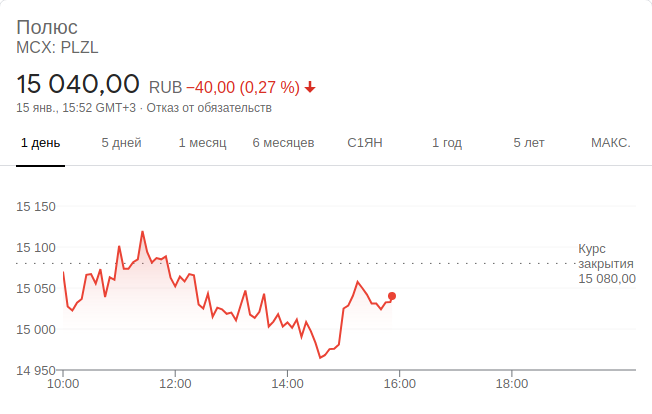 Полюс
MCX: PLZL
15 040,00 RUB −40,00 (0,27 %)
15 янв., 15:52 GMT+3 · Отказ от обязательств
1 день 5 дней 1 месяц 6 месяцев С1ЯН 1 год 5 лет МАКС.
15 150
15 100
Курс
закрытия
15 080,00
15 050
15 000
14 950
10:00 12:00 14:00 16:00 18:00